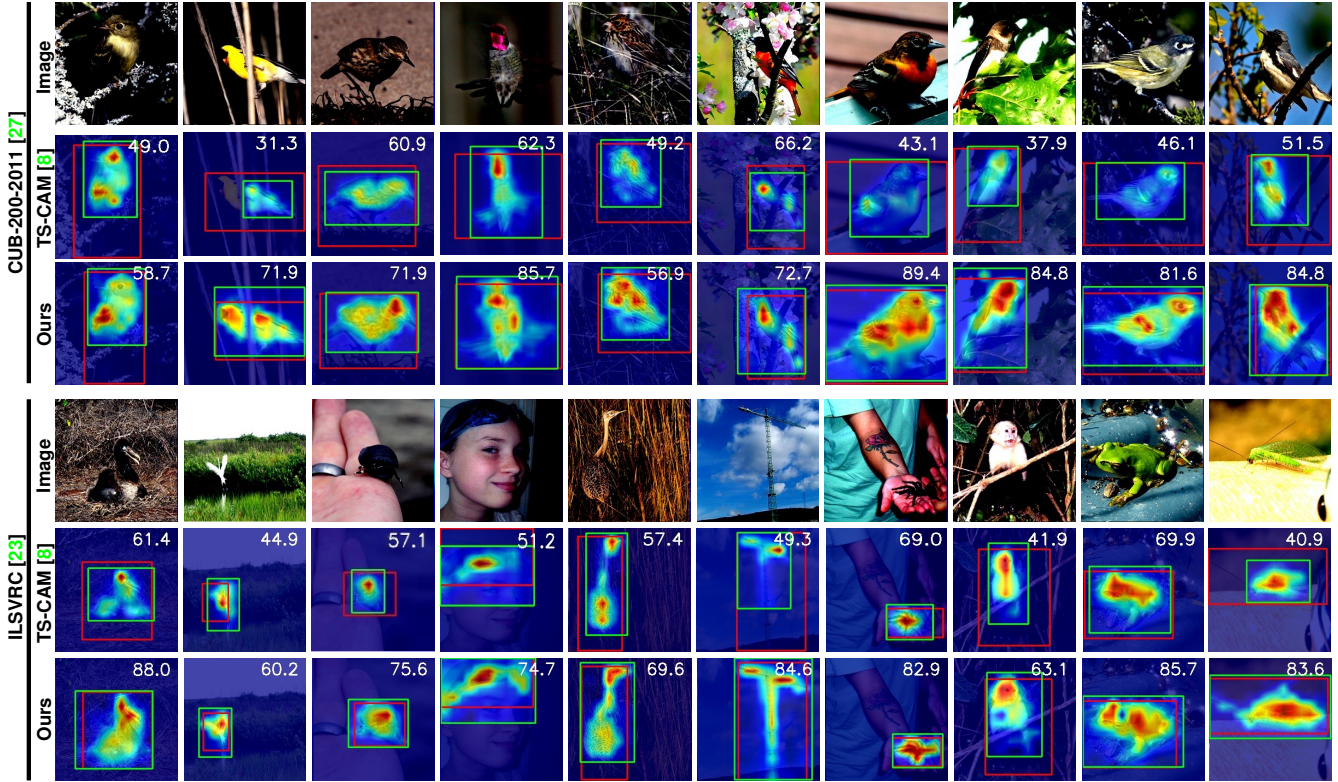 CUB-200-2011 [27]
Image
TS-CAM [8]
49.0 31.3 60.9 62.3 49.2 66.2 43.1 37.9 46.1 51.5
Ours
58.7 71.9 71.9 85.7 56.9 72.7 89.4 84.8 81.6 84.8
ILSVRC [23]
Image
TS-CAM [8]
61.4 44.9 57.1 51.2 57.4 49.3 69.0 41.9 69.9 40.9
Ours
88.0 60.2 75.6 74.7 69.6 84.6 82.9 63.1 85.7 83.6